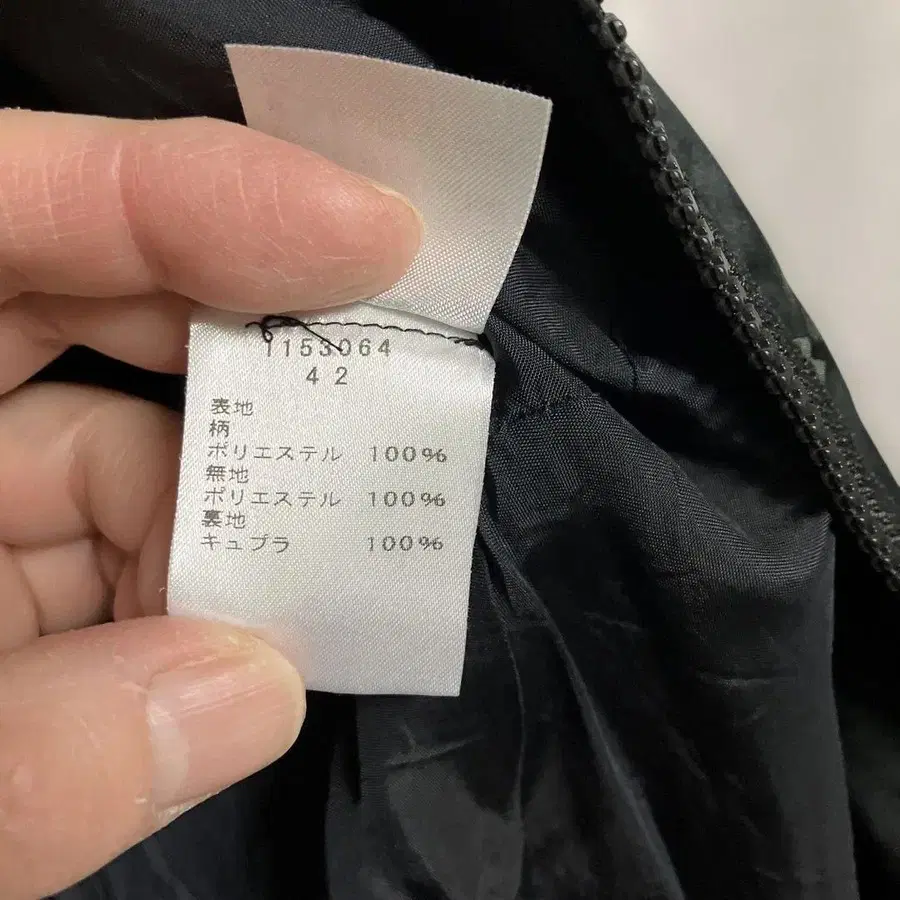 1153064
42
表地
柄
ポリエステル 100%
無地
ポリエステル 100%
裏地
キュプラ 100%